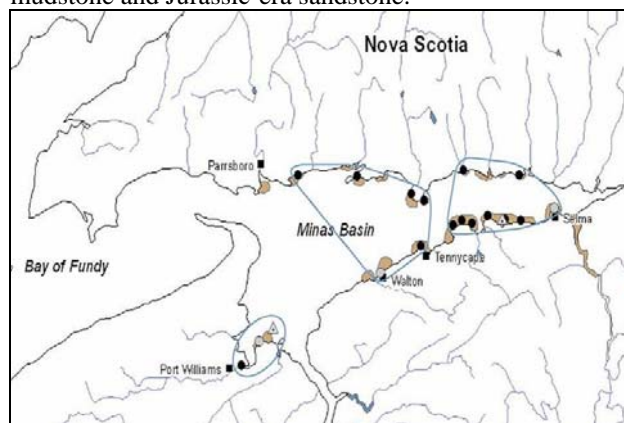 mudstone and Jurassic-era sandstone.
Nova Scotia
Parrsboro
Minas Basin
Selma
Bay of Fundy
Tennycape
Walton
Port Williams